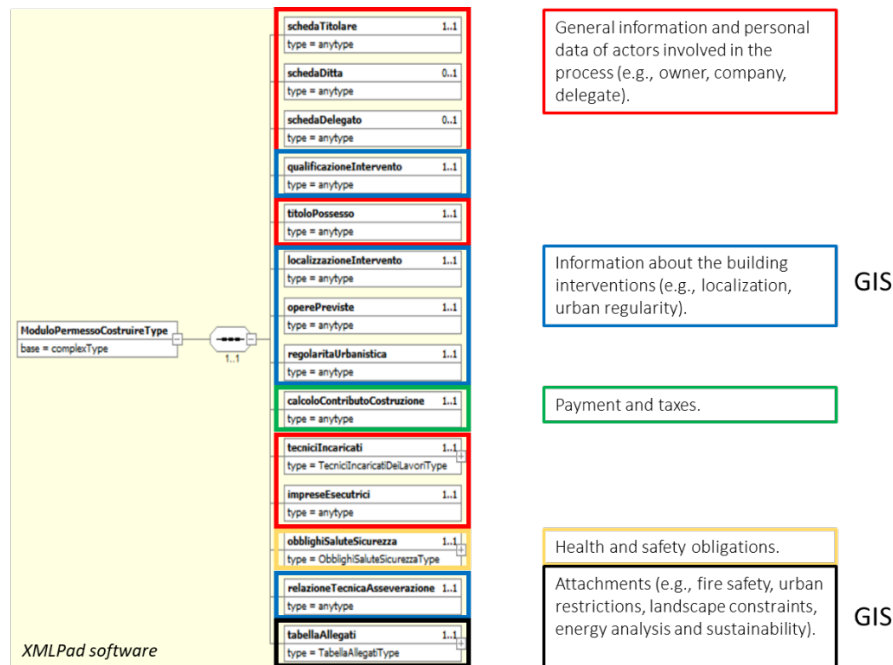 schedaTitolare 1..1
type = anytype
schedaDitta 0..1
type = anytype
schedaDelegato 0..1
type = anytype
qualificazioneIntervento 1..1
type = anytype
titoloPossesso 1..1
type = anytype
localizzazioneIntervento 1..1
type = anytype
operePreviste 1..1
type = anytype
ModuloPermessoCostruireType
base = complexType
1..1
regolaritaUrbanistica 1..1
type = anytype
calcoloContributoCostruzione 1..1
type = anytype
tecniciIncaricati 1..1
type = TecniciIncaricatiDeiLavoriType
impreseEsecutrici 1..1
type = anytype
obblighiSaluteSicurezza 1..1
type = ObblighiSaluteSicurezzaType
relazioneTecnicaAsseverazione 1..1
type = anytype
tabellaAllegati 1..1
type = TabellaAllegatiType
XMLPad software
General information and personal
data of actors involved in the
process (e.g., owner, company,
delegate).
Information about the building
interventions (e.g., localization,
urban regularity).
GIS
Payment and taxes.
Health and safety obligations.
Attachments (e.g., fire safety, urban
restrictions, landscape constraints,
energy analysis and sustainability).
GIS